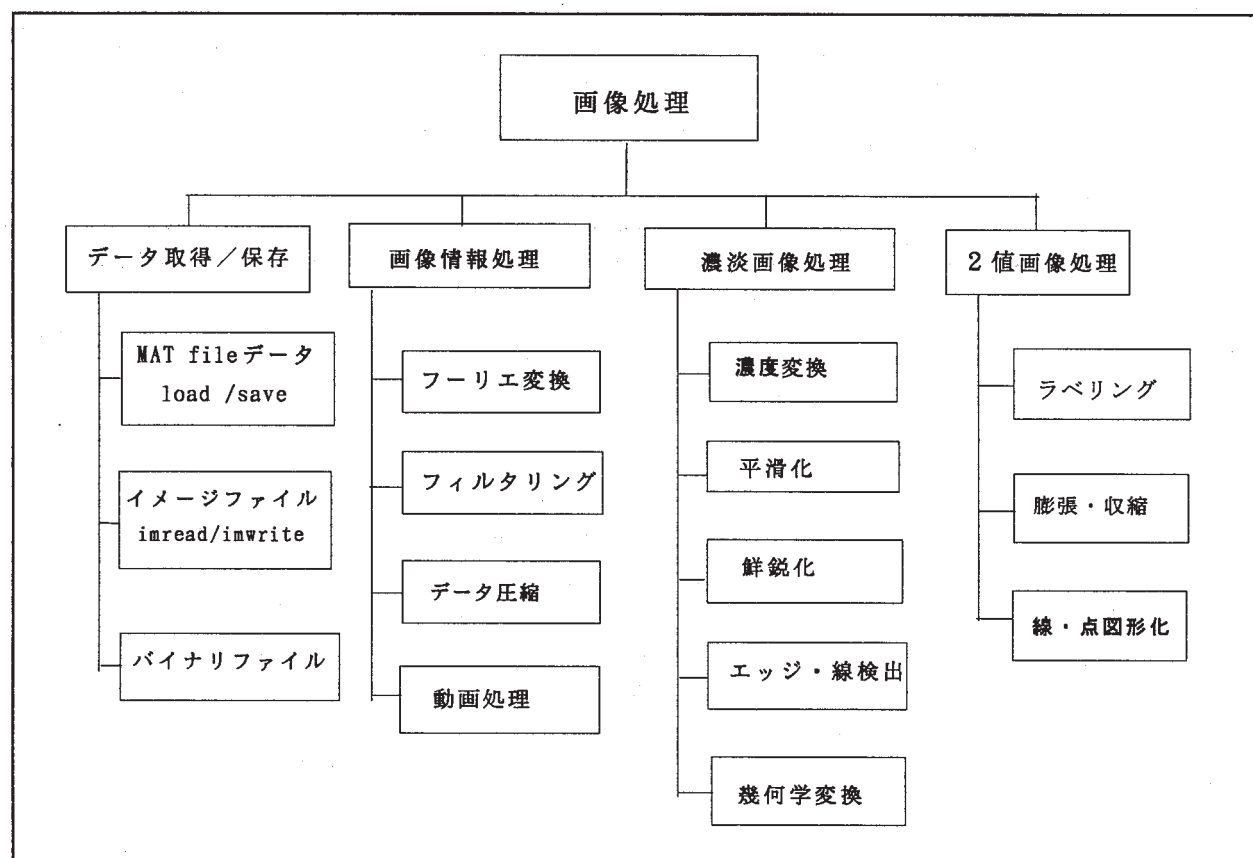 画像処理
データ取得／保存
MAT fileデータ
load /save
イメージファイル
imread/imwrite
バイナリファイル
画像情報処理
フーリエ変換
フィルタリング
データ圧縮
動画処理
濃淡画像処理
濃度変換
平滑化
鮮鋭化
エッジ・線検出
幾何学変換
2値画像処理
ラベリング
膨張・収縮
線・点図形化